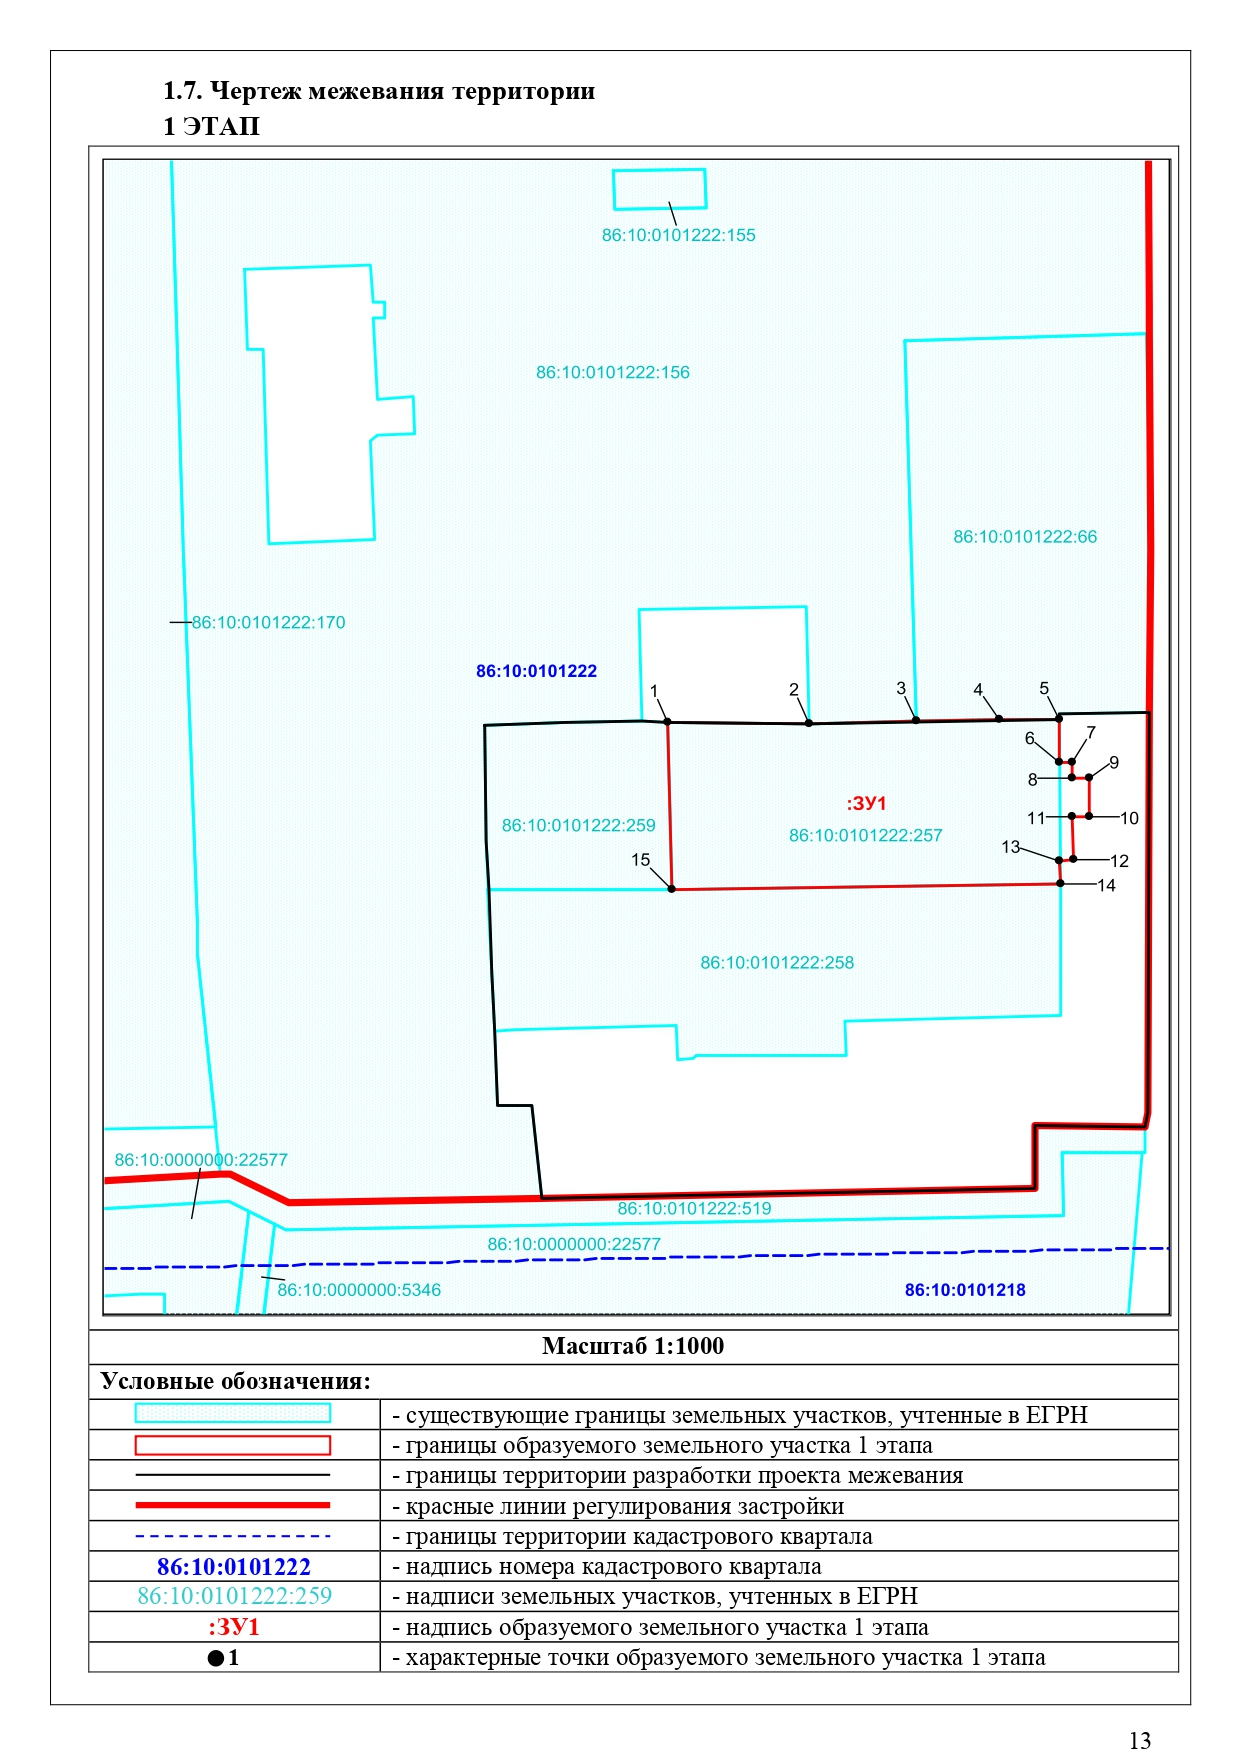 1.7. Чертеж межевания территории
1 ЭТАП
86:10:0101222:155
86:10:0101222:156
86:10:0101222:66
86:10:0101222:170
86:10:0101222
1
2
3
4
5
6
7
8
9
:ЗУ1
86:10:0101222:259
86:10:0101222:257
11
10
13
12
15
14
86:10:0101222:258
86:10:0000000:22577
86:10:0101222:519
86:10:0000000:22577
86:10:0000000:5346
86:10:0101218
Масштаб 1:1000
Условные обозначения:
- существующие границы земельных участков, учтенные в ЕГРН
- границы образуемого земельного участка 1 этапа
- границы территории разработки проекта межевания
- красные линии регулирования застройки
- границы территории кадастрового квартала
86:10:0101222 - надпись номера кадастрового квартала
86:10:0101222:259 - надписи земельных участков, учтенных в ЕГРН
:ЗУ1 - надпись образуемого земельного участка 1 этапа
1 - характерные точки образуемого земельного участка 1 этапа
13